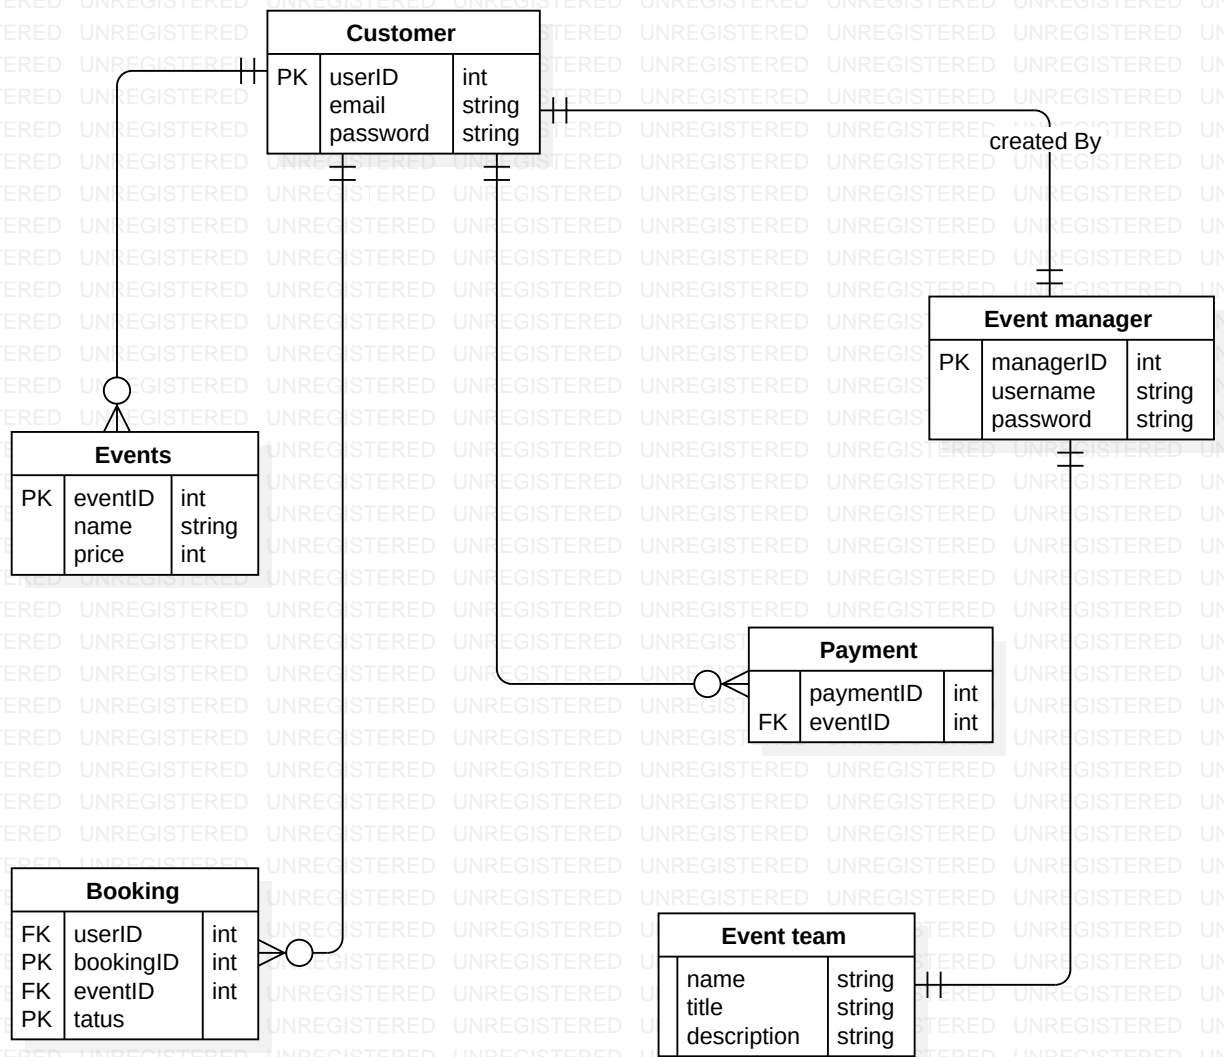 Customer
PK userID int
email string
password string
created By
Event manager
PK managerID int
username string
password string
Events
PK eventID int
name string
price int
Payment
paymentID int
FK eventID int
Booking
FK userID int
PK bookingID int
FK eventID int
PK tatus
Event team
name string
title string
description string
UNREGISTERED